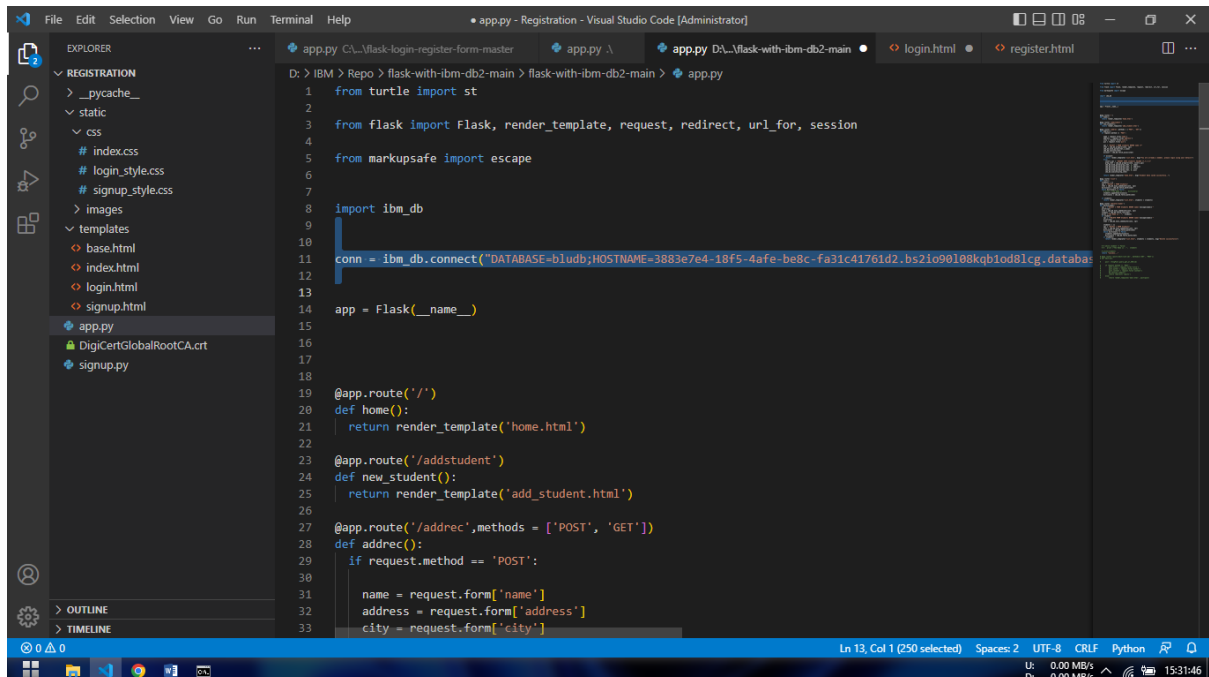 File Edit Selection View Go Run Terminal Help
● app.py - Registration - Visual Studio Code [Administrator]
EXPLORER
app.py C:\...\flask-login-register-form-master
app.py .\
app.py D:\...\flask-with-ibm-db2-main ●
login.html ●
register.html
D: > IBM > Repo > flask-with-ibm-db2-main > flask-with-ibm-db2-main > app.py
2
REGISTRATION
__pycache__
static
css
# index.css
# login_style.css
# signup_style.css
images
templates
base.html
index.html
login.html
signup.html
app.py
DigiCertGlobalRootCA.crt
signup.py
OUTLINE
TIMELINE
1 from turtle import st
2
3 from flask import Flask, render_template, request, redirect, url_for, session
4
5 from markupsafe import escape
6
7
8 import ibm_db
9
10
11 conn = ibm_db.connect("DATABASE=bludb;HOSTNAME=3883e7e4-18f5-4afe-be8c-fa31c41761d2.bs2io90l08kqb1od8lcg.databas
12
13
14 app = Flask(__name__)
15
16
17
18
19 @app.route('/')
20 def home():
21 return render_template('home.html')
22
23 @app.route('/addstudent')
24 def new_student():
25 return render_template('add_student.html')
26
27 @app.route('/addrec',methods = ['POST', 'GET'])
28 def addrec():
29 if request.method == 'POST':
30
31 name = request.form['name']
32 address = request.form['address']
33 city = request.form['city']
0 0
Ln 13, Col 1 (250 selected) Spaces: 2 UTF-8 CRLF Python
U: 0.00 MB/s
D: 0.00 MB/s
15:31:46